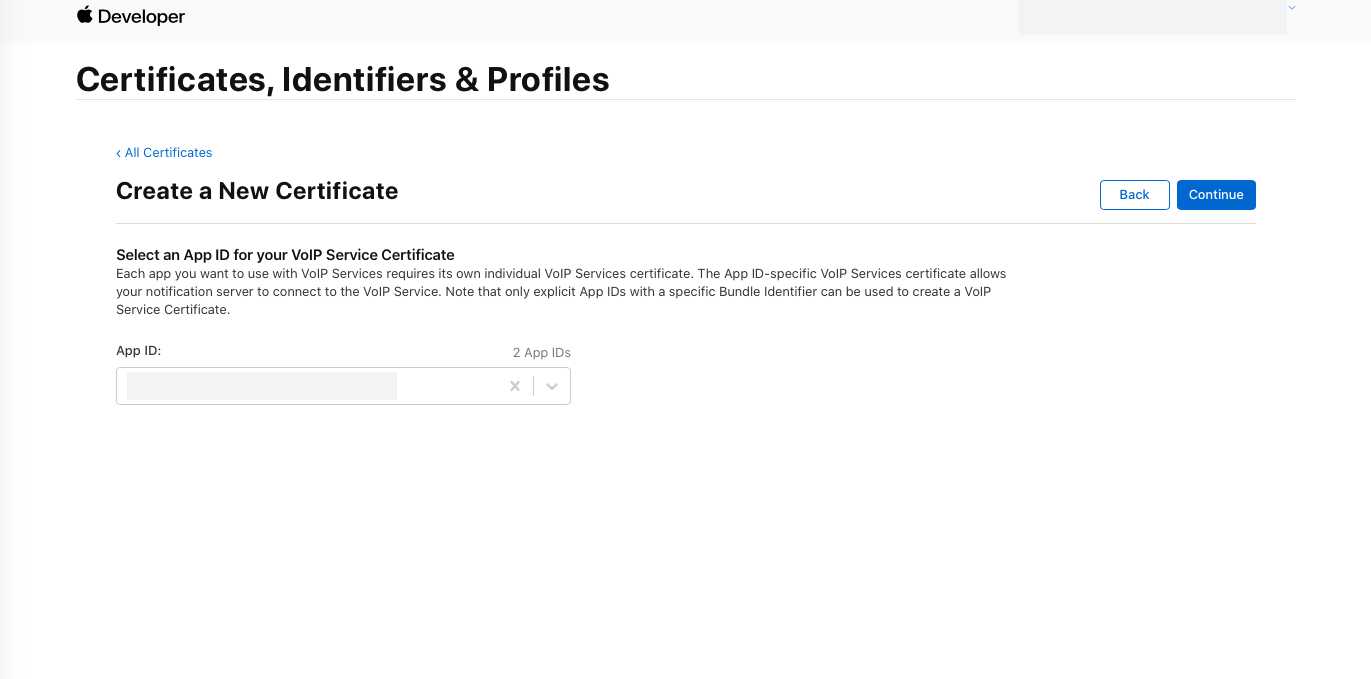 Developer
Certificates, Identifiers & Profiles
‹ All Certificates
Create a New Certificate
Back
Continue
Select an App ID for your VoIP Service Certificate
Each app you want to use with VoIP Services requires its own individual VoIP Services certificate. The App ID-specific VoIP Services certificate allows
your notification server to connect to the VoIP Service. Note that only explicit App IDs with a specific Bundle Identifier can be used to create a VoIP
Service Certificate.
App ID:
2 App IDs